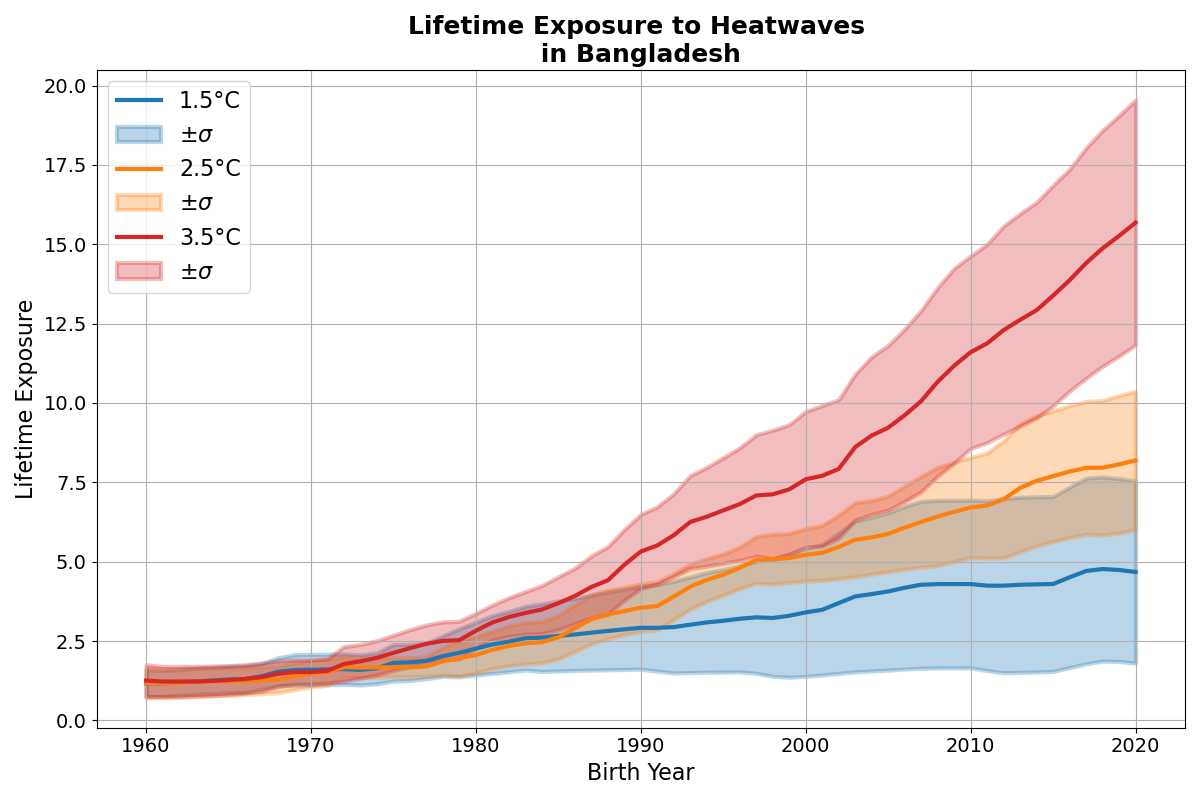 Lifetime Exposure to Heatwaves
in Bangladesh
20.0
17.5
15.0
12.5
10.0
7.5
5.0
2.5
0.0
Lifetime Exposure
1.5°C
±σ
2.5°C
±σ
3.5°C
±σ
1960 1970 1980 1990 2000 2010 2020
Birth Year